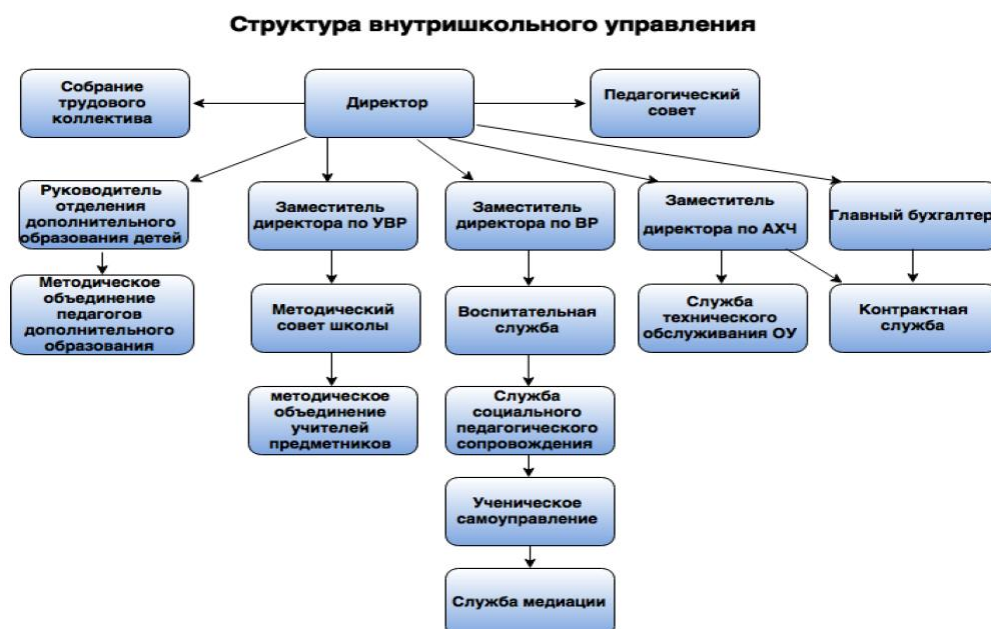 Структура внутришкольного управления
Собрание
трудового
коллектива
Директор
Педагогический
совет
Руководитель
отделения
дополнительного
образования детей
Заместитель
директора по УВР
Заместитель
директора по ВР
Заместитель
директора по АХЧ
Главный бухгалтер
Методическое
объединение
педагогов
дополнительного
образования
Методический
совет школы
Воспитательная
служба
Служба
технического
обслуживания ОУ
Контрактная
служба
методическое
объединение
учителей
предметников
Служба
социального
педагогического
сопровождения
Ученическое
самоуправление
Служба медиации